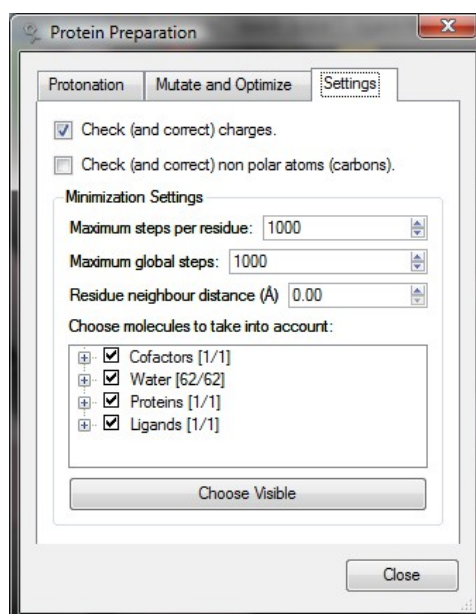 Protein Preparation
Protonation Mutate and Optimize Settings
Check (and correct) charges.
Check (and correct) non polar atoms (carbons).
Minimization Settings
Maximum steps per residue: 1000
Maximum global steps: 1000
Residue neighbour distance (Å) 0.00
Choose molecules to take into account:
Cofactors [1/1]
Water [62/62]
Proteins [1/1]
Ligands [1/1]
Choose Visible
Close